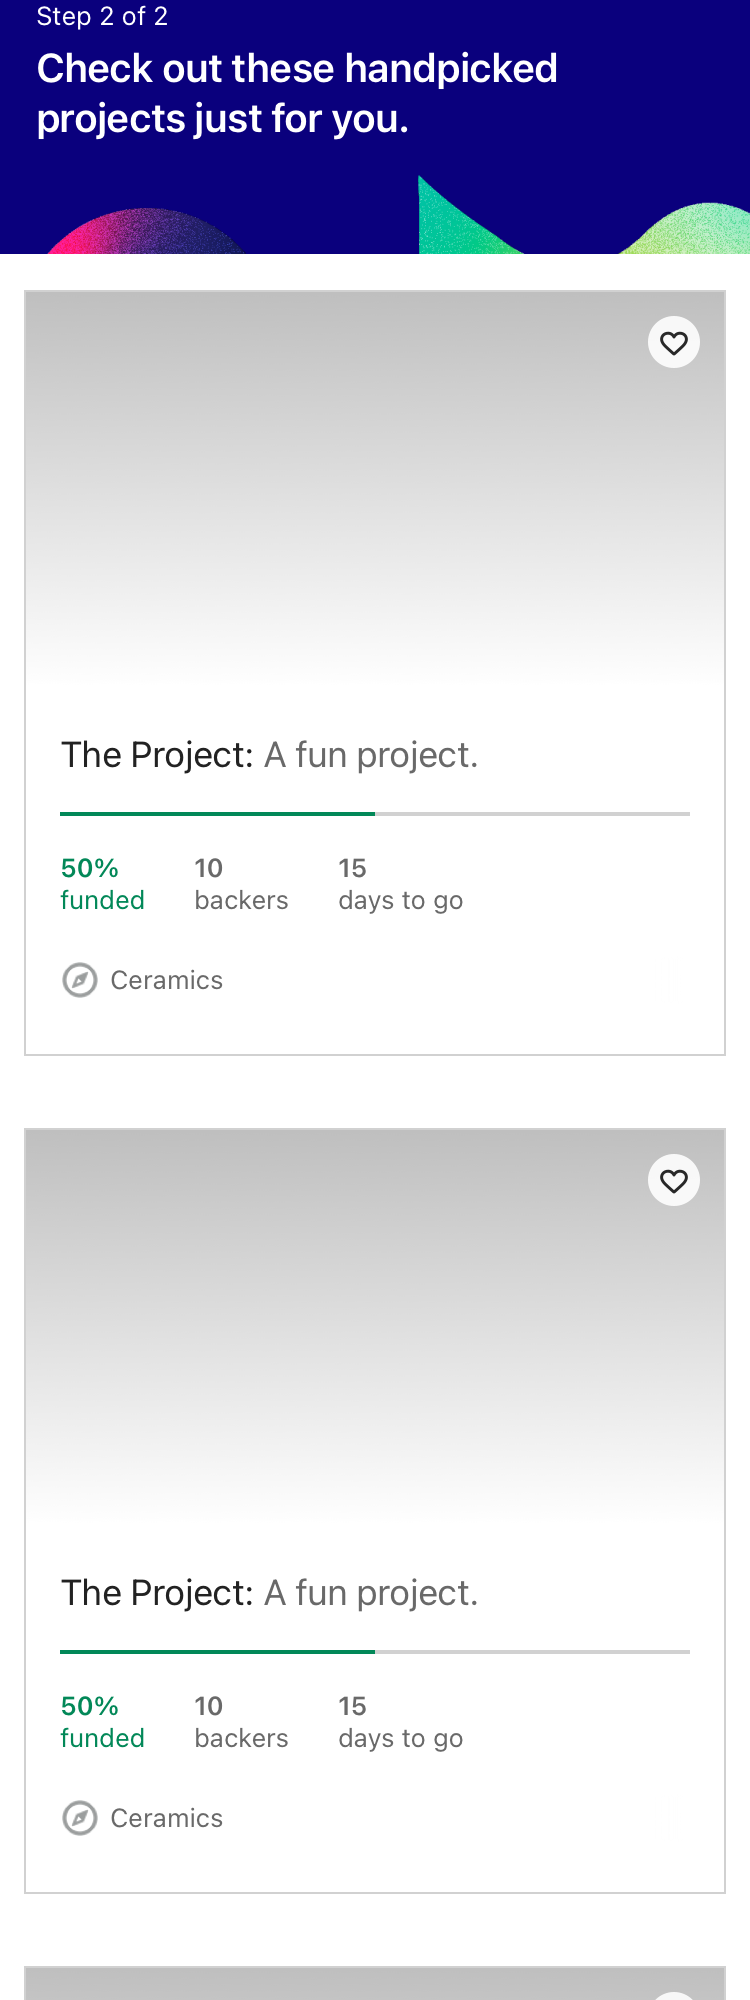 Step 2 of 2
Check out these handpicked
projects just for you.
The Project: A fun project.
50% 10 15
funded backers days to go
Ceramics
The Project: A fun project.
50% 10 15
funded backers days to go
Ceramics